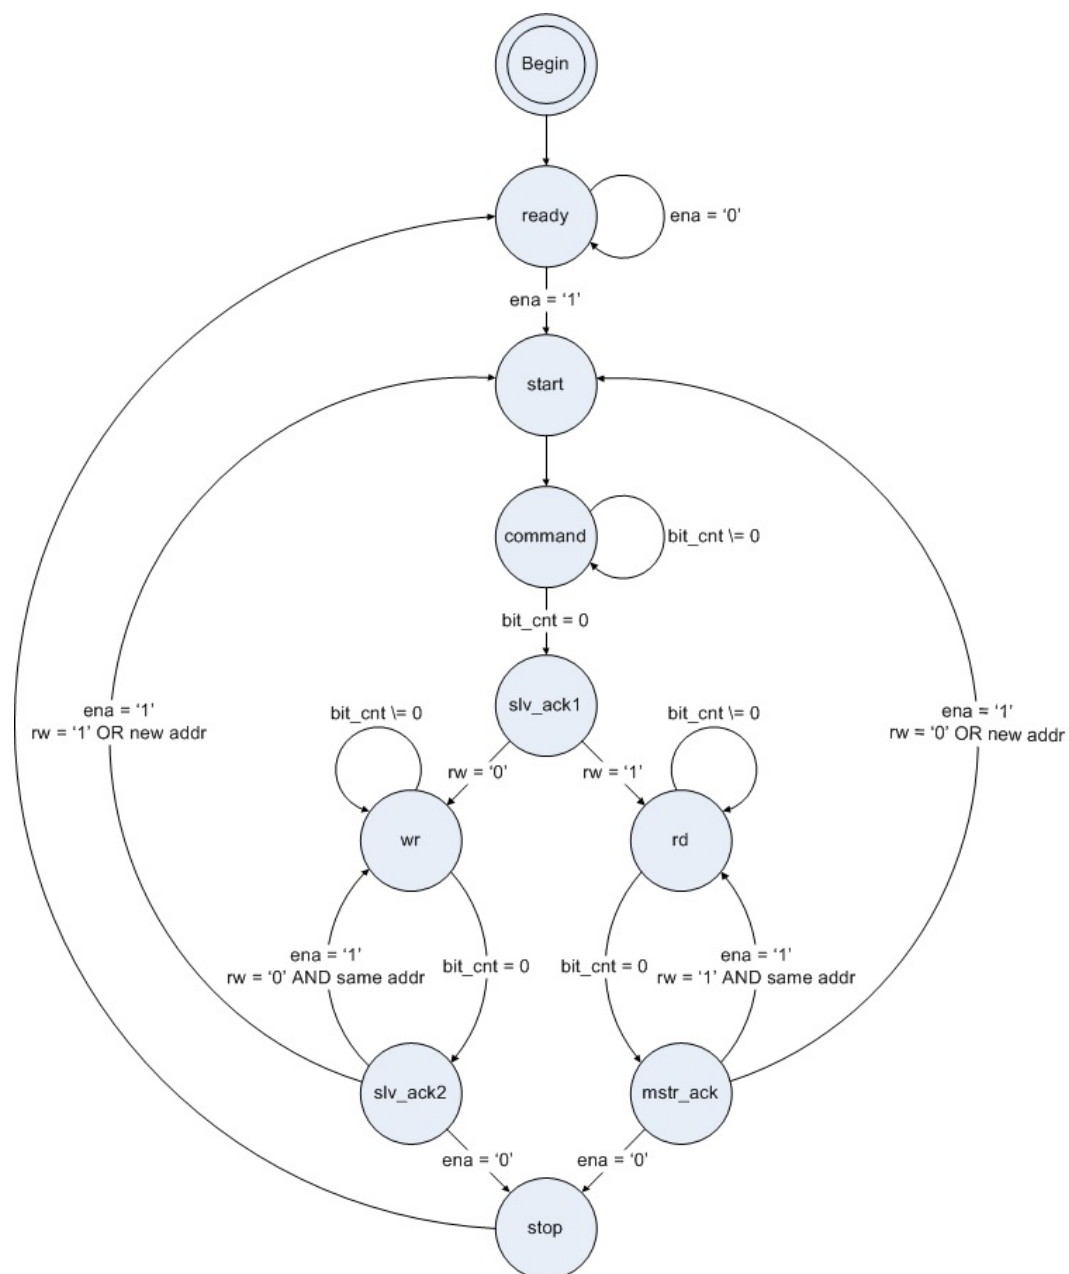 Begin
ready
ena = ‘0’
ena = ‘1’
start
command
bit_cnt \= 0
bit_cnt = 0
slv_ack1
ena = ‘1’
rw = ‘1’ OR new addr
bit_cnt \= 0
bit_cnt \= 0
ena = ‘1’
rw = ‘0’ OR new addr
rw = ‘0’
rw = ‘1’
wr
rd
ena = ‘1’
rw = ‘0’ AND same addr
bit_cnt = 0
bit_cnt = 0
ena = ‘1’
rw = ‘1’ AND same addr
slv_ack2
mstr_ack
ena = ‘0’
ena = ‘0’
stop